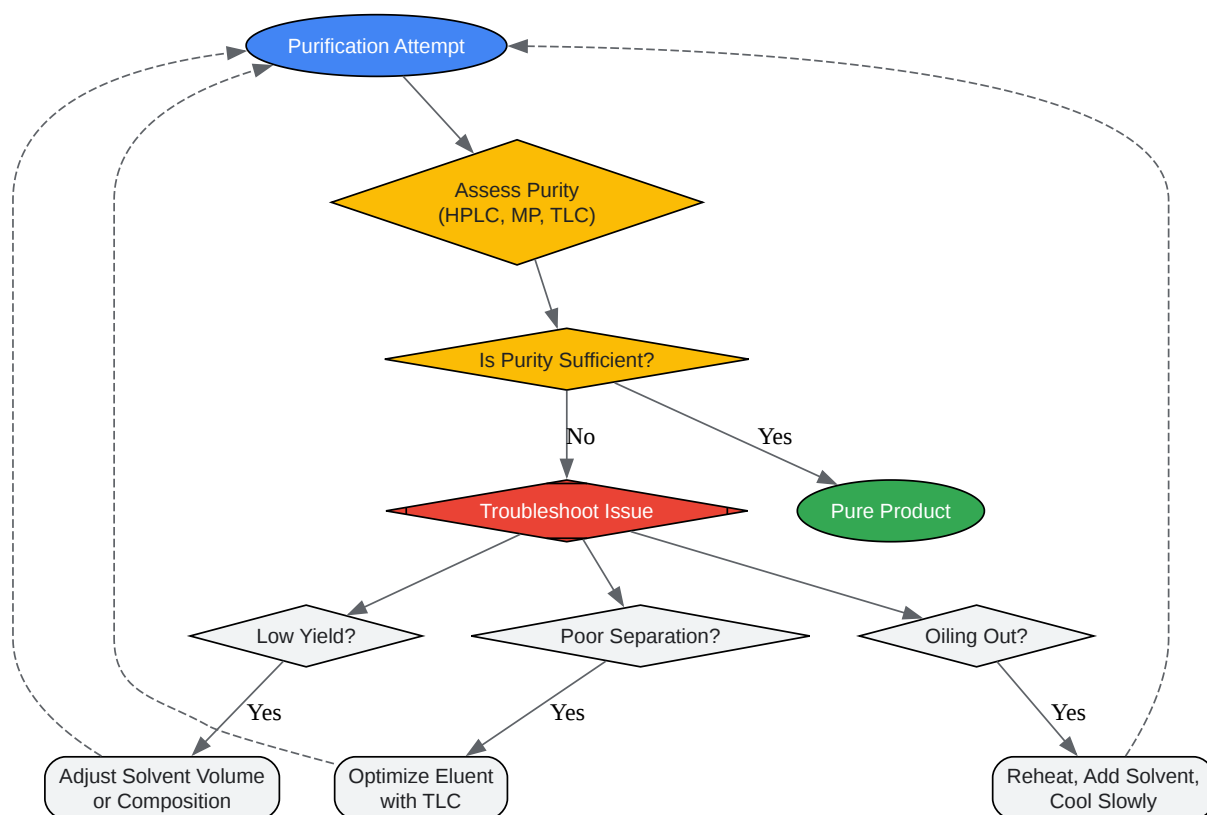 Purification Attempt
Assess Purity
(HPLC, MP, TLC)
Is Purity Sufficient?
No
Yes
Troubleshoot Issue
Pure Product
Low Yield?
Poor Separation?
Oiling Out?
Yes
Yes
Yes
Adjust Solvent Volume
or Composition
Optimize Eluent
with TLC
Reheat, Add Solvent,
Cool Slowly